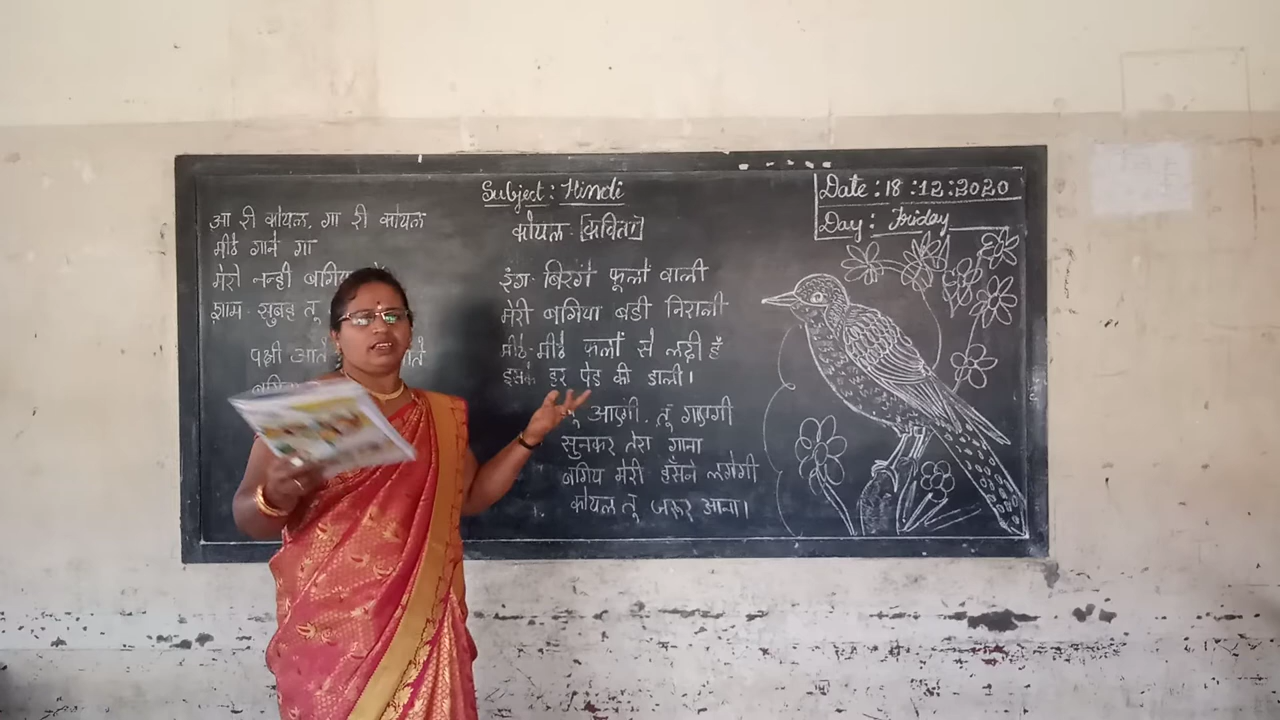 Subject: Hindi
Date: 18:12:2020
Day: Friday
कोयल [कविता]
आ री कोयल, गा री कोयल
मीठे गाने गा
मेरी नन्ही बगिया
शाम-सुबह तू
पक्षी आते
रंग-बिरंगे फूलों वाली
मेरी बगिया बडी निराली
मीठे-मीठे फलों से लदी है
इसके हर पेड की डाली।
तू आएगी, तू गाएगी
सुनकर तेरा गाना
बगिय मेरी हँसने लगेगी
कोयल तू जरूर आना।